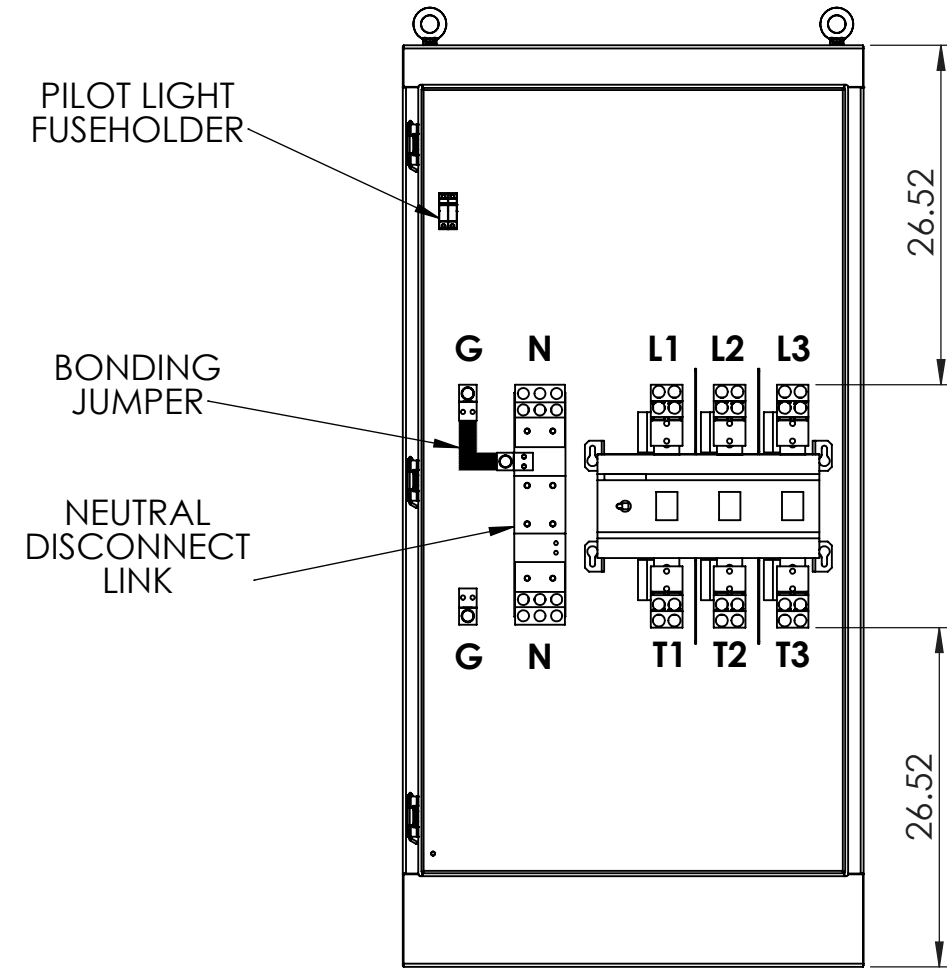 PILOT LIGHT
FUSEHOLDER
26.52
G N L1 L2 L3
BONDING
JUMPER
NEUTRAL
DISCONNECT
LINK
G N T1 T2 T3
26.52